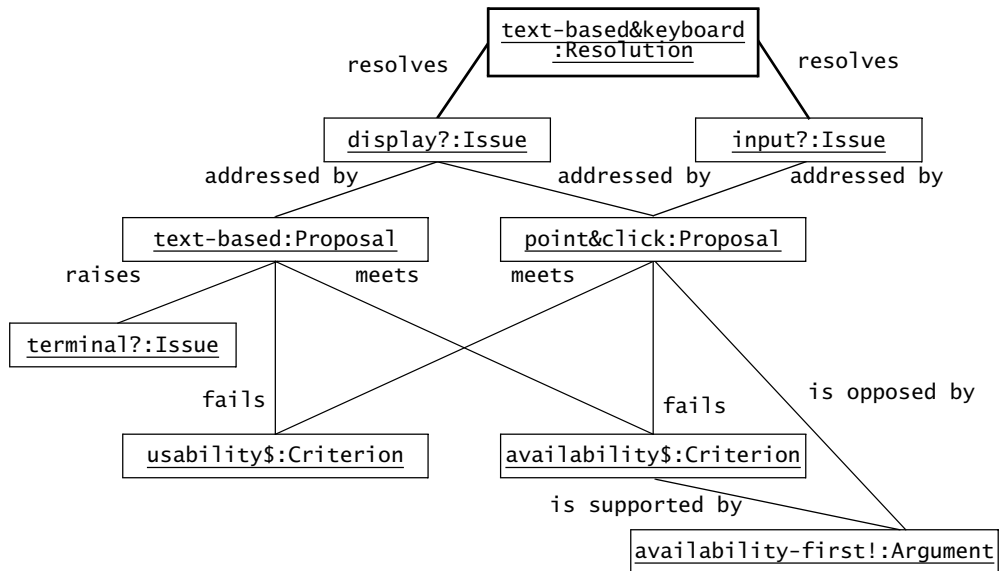 text-based&keyboard
:Resolution
resolves
resolves
display?:Issue
input?:Issue
addressed by
addressed by
addressed by
text-based:Proposal
point&click:Proposal
raises
meets
meets
terminal?:Issue
fails
fails
is opposed by
usability$:Criterion
availability$:Criterion
is supported by
availability-first!:Argument